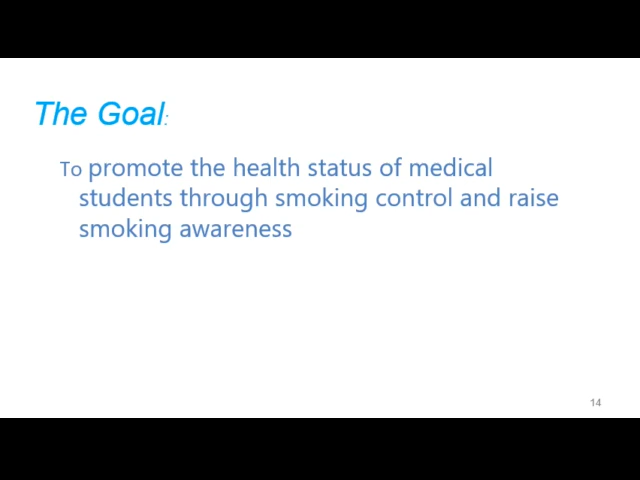 The Goal:
To promote the health status of medical
students through smoking control and raise
smoking awareness
14